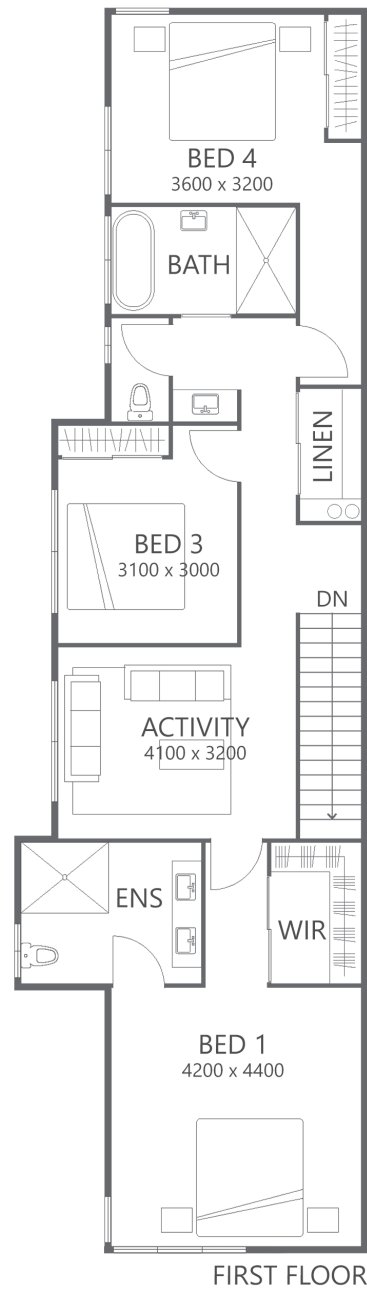 BED 4
3600 x 3200
BATH
LINEN
BED 3
3100 x 3000
DN
ACTIVITY
4100 x 3200
ENS
WIR
BED 1
4200 x 4400
FIRST FLOOR